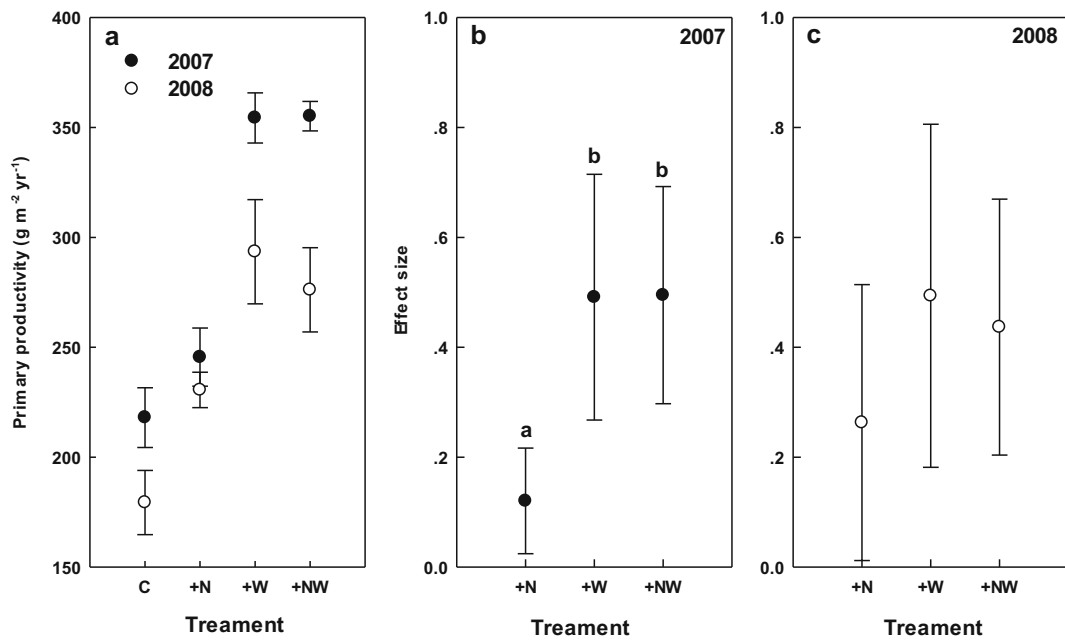 a
2007
2008
Primary productivity (g m⁻² yr⁻¹)
400
350
300
250
200
150
C +N +W +NW
Treament
b 2007
Effect size
1.0
.8
.6
.4
.2
0.0
a
b
b
+N +W +NW
Treament
c 2008
1.0
.8
.6
.4
.2
0.0
+N +W +NW
Treament